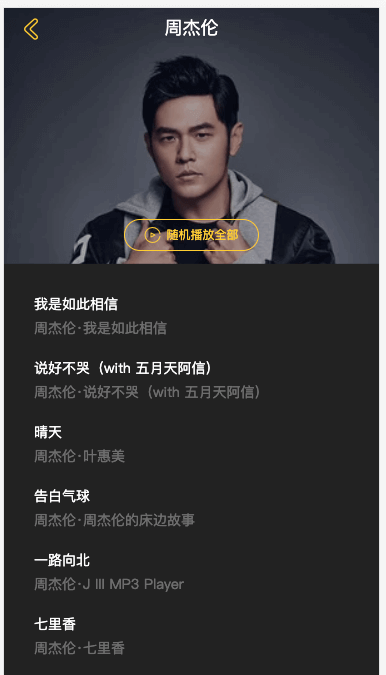 周杰伦
随机播放全部
我是如此相信
周杰伦·我是如此相信
说好不哭（with 五月天阿信）
周杰伦·说好不哭（with 五月天阿信）
晴天
周杰伦·叶惠美
告白气球
周杰伦·周杰伦的床边故事
一路向北
周杰伦·J III MP3 Player
七里香
周杰伦·七里香